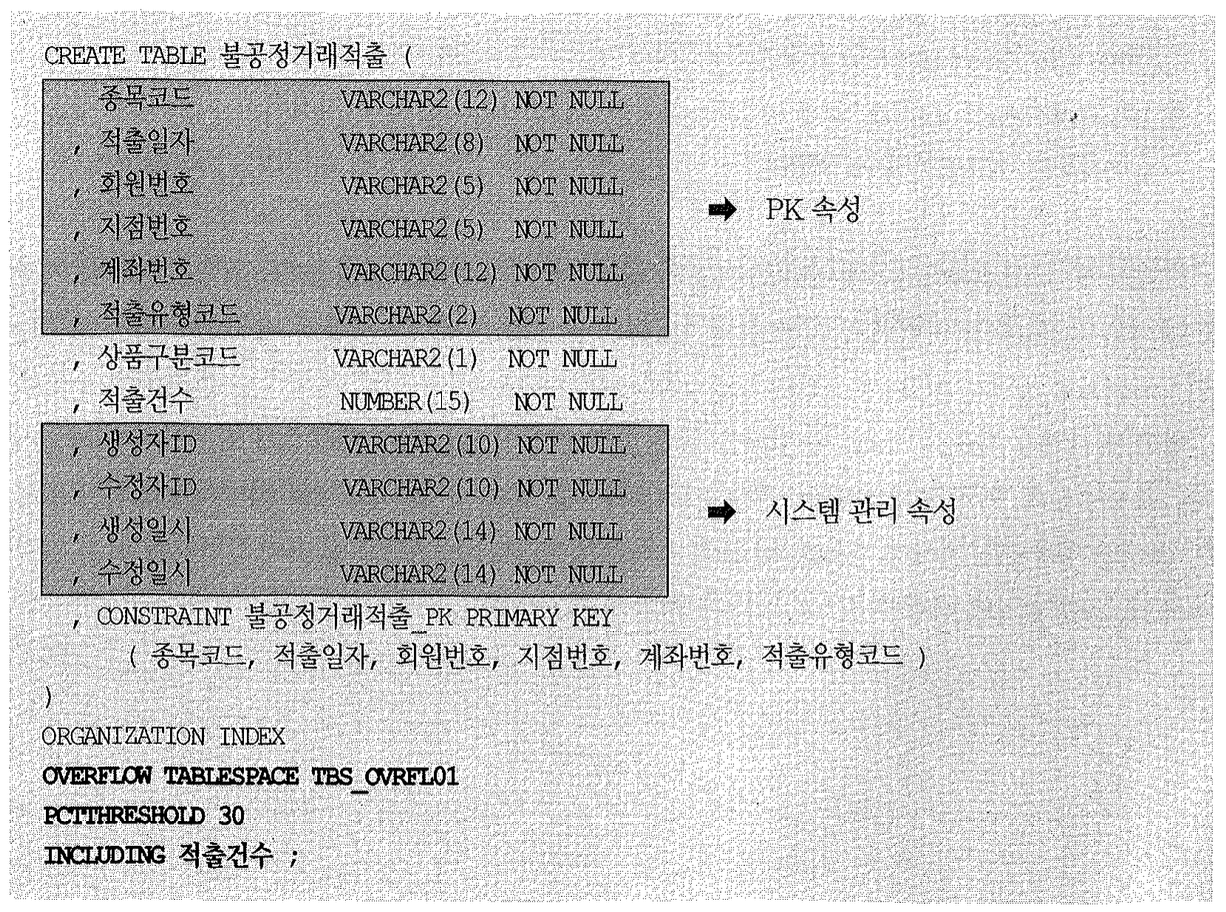 CREATE TABLE 불공정거래적출 (
종목코드 VARCHAR2(12) NOT NULL
, 적출일자 VARCHAR2(8) NOT NULL
, 회원번호 VARCHAR2(5) NOT NULL
, 지점번호 VARCHAR2(5) NOT NULL
, 계좌번호 VARCHAR2(12) NOT NULL
, 적출유형코드 VARCHAR2(2) NOT NULL
➡ PK 속성
, 상품구분코드 VARCHAR2(1) NOT NULL
, 적출건수 NUMBER(15) NOT NULL
, 생성자ID VARCHAR2(10) NOT NULL
, 수정자ID VARCHAR2(10) NOT NULL
, 생성일시 VARCHAR2(14) NOT NULL
, 수정일시 VARCHAR2(14) NOT NULL
➡ 시스템 관리 속성
, CONSTRAINT 불공정거래적출_PK PRIMARY KEY
( 종목코드, 적출일자, 회원번호, 지점번호, 계좌번호, 적출유형코드 )
)
ORGANIZATION INDEX
OVERFLOW TABLESPACE TBS_OVRFL01
PCTTHRESHOLD 30
INCLUDING 적출건수 ;